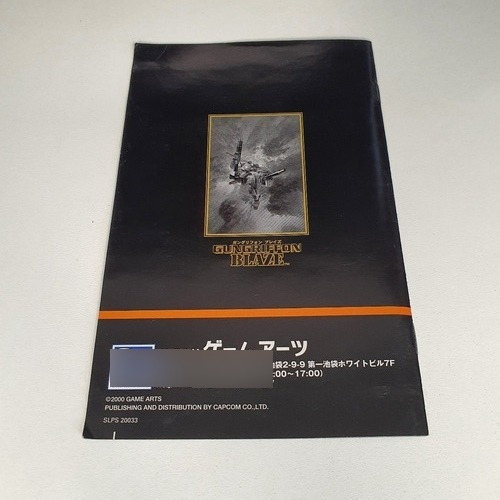 ガングリフォン ブレイズ
GUNGRIFFON
BLAZE™
ゲームアーツ
袋2-9-9 第一池袋ホワイトビル7F
:00～17:00)
©2000 GAME ARTS
PUBLISHING AND DISTRIBUTION BY CAPCOM CO.,LTD.
SLPS 20033